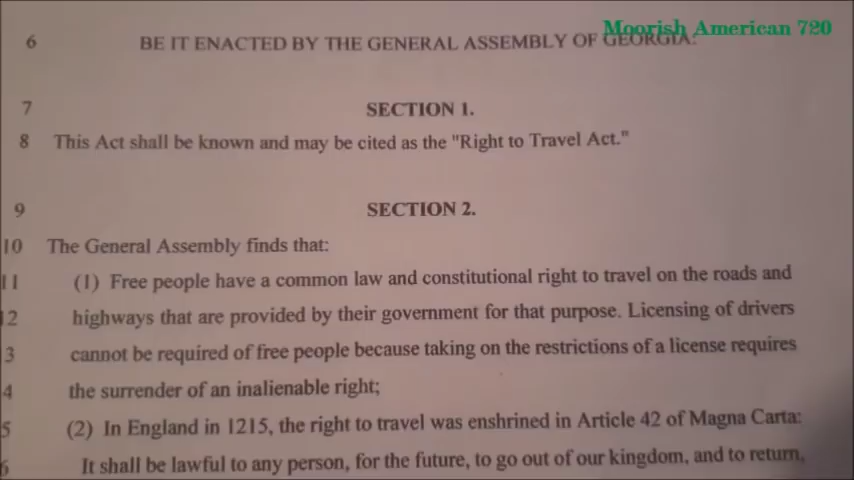 Moorish American 720
6 BE IT ENACTED BY THE GENERAL ASSEMBLY OF GEORGIA:
7 SECTION 1.
8 This Act shall be known and may be cited as the "Right to Travel Act."
9 SECTION 2.
10 The General Assembly finds that:
11 (1) Free people have a common law and constitutional right to travel on the roads and
12 highways that are provided by their government for that purpose. Licensing of drivers
3 cannot be required of free people because taking on the restrictions of a license requires
4 the surrender of an inalienable right;
5 (2) In England in 1215, the right to travel was enshrined in Article 42 of Magna Carta:
6 It shall be lawful to any person, for the future, to go out of our kingdom, and to return,